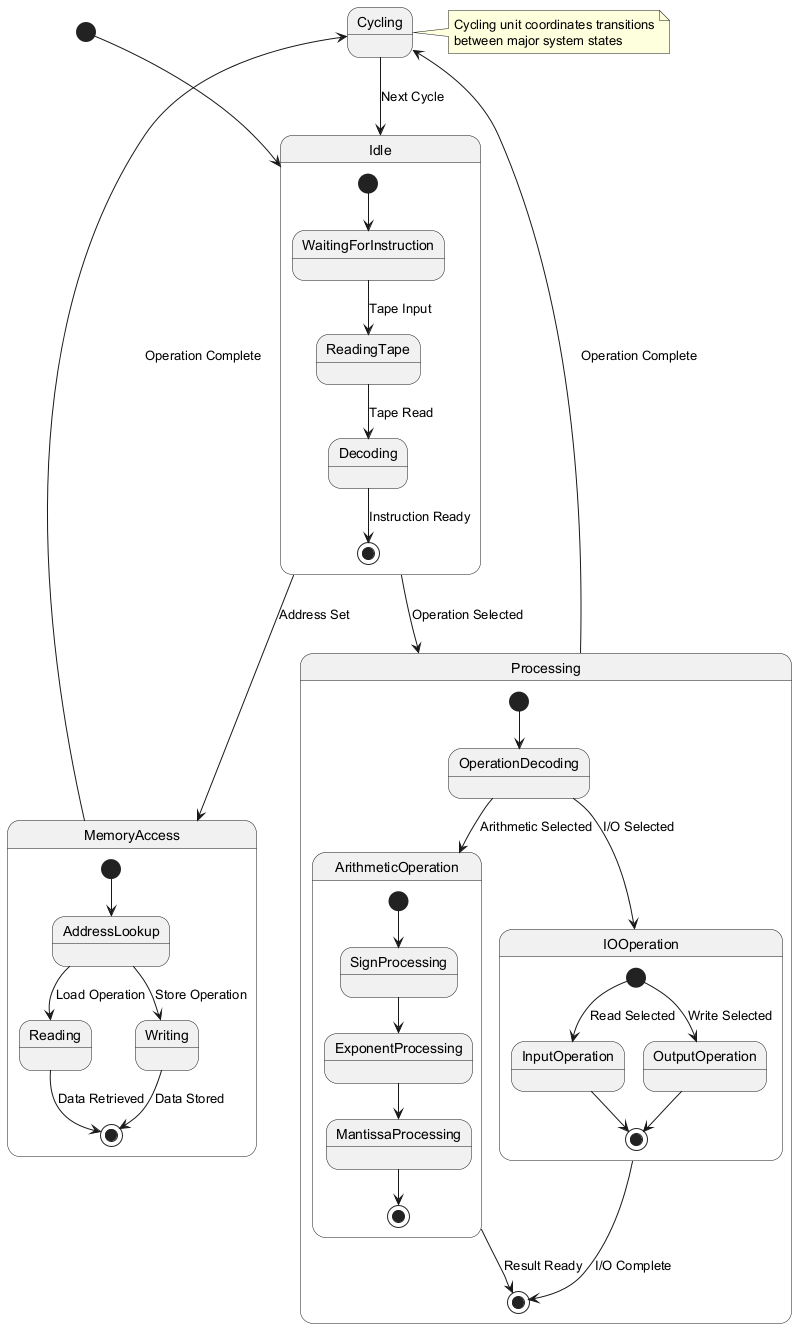 Cycling
Cycling unit coordinates transitions
between major system states
Next Cycle
Idle
WaitingForInstruction
Tape Input
ReadingTape
Operation Complete
Operation Complete
Tape Read
Decoding
Instruction Ready
Address Set
Operation Selected
Processing
OperationDecoding
Arithmetic Selected
I/O Selected
MemoryAccess
ArithmeticOperation
AddressLookup
IOOperation
SignProcessing
Load Operation
Store Operation
Read Selected
Write Selected
Reading
Writing
ExponentProcessing
InputOperation
OutputOperation
Data Retrieved
Data Stored
MantissaProcessing
Result Ready
I/O Complete